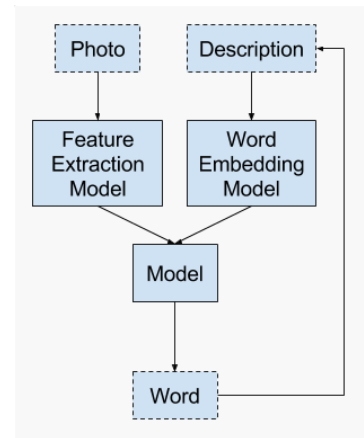 Photo
Description
Feature
Extraction
Model
Word
Embedding
Model
Model
Word